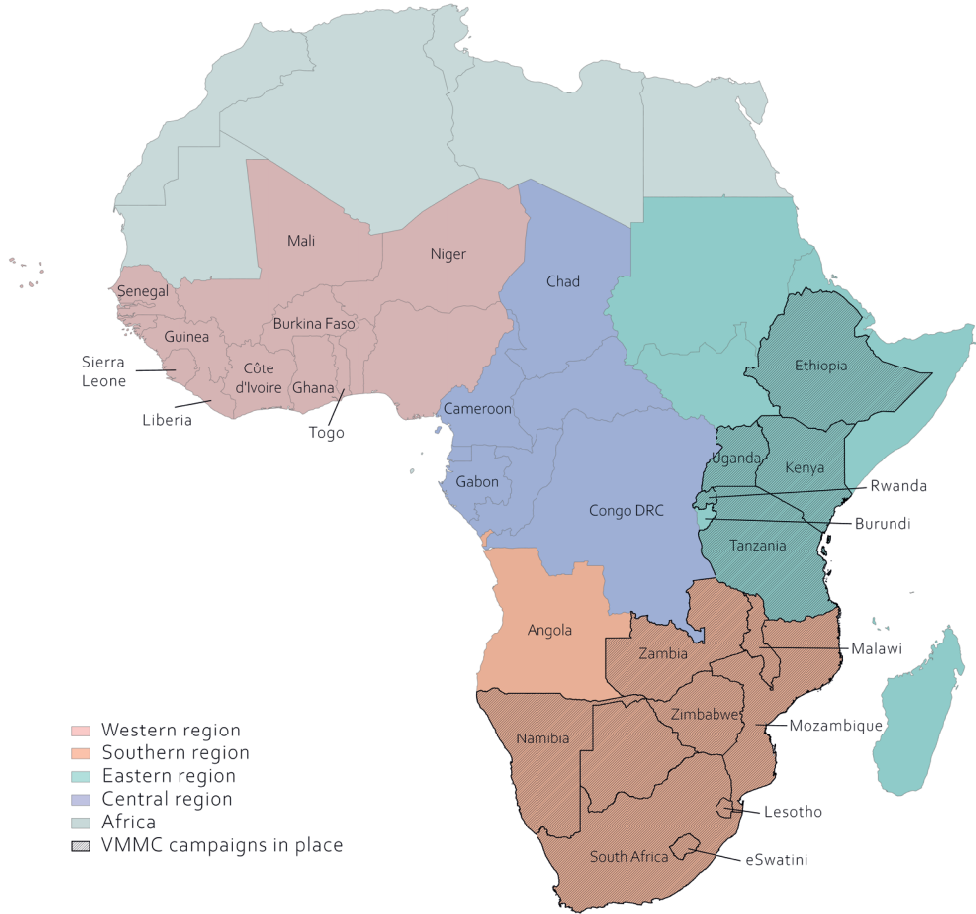 Mali
Niger
Chad
Senegal
Burkina Faso
Guinea
Sierra
Leone
Côte
d'Ivoire
Ghana
Ethiopia
Liberia
Togo
Cameroon
Uganda
Kenya
Gabon
Rwanda
Congo DRC
Burundi
Tanzania
Angola
Zambia
Malawi
Zimbabwe
Mozambique
Namibia
Lesotho
South Africa
eSwatini
Western region
Southern region
Eastern region
Central region
Africa
VMMC campaigns in place